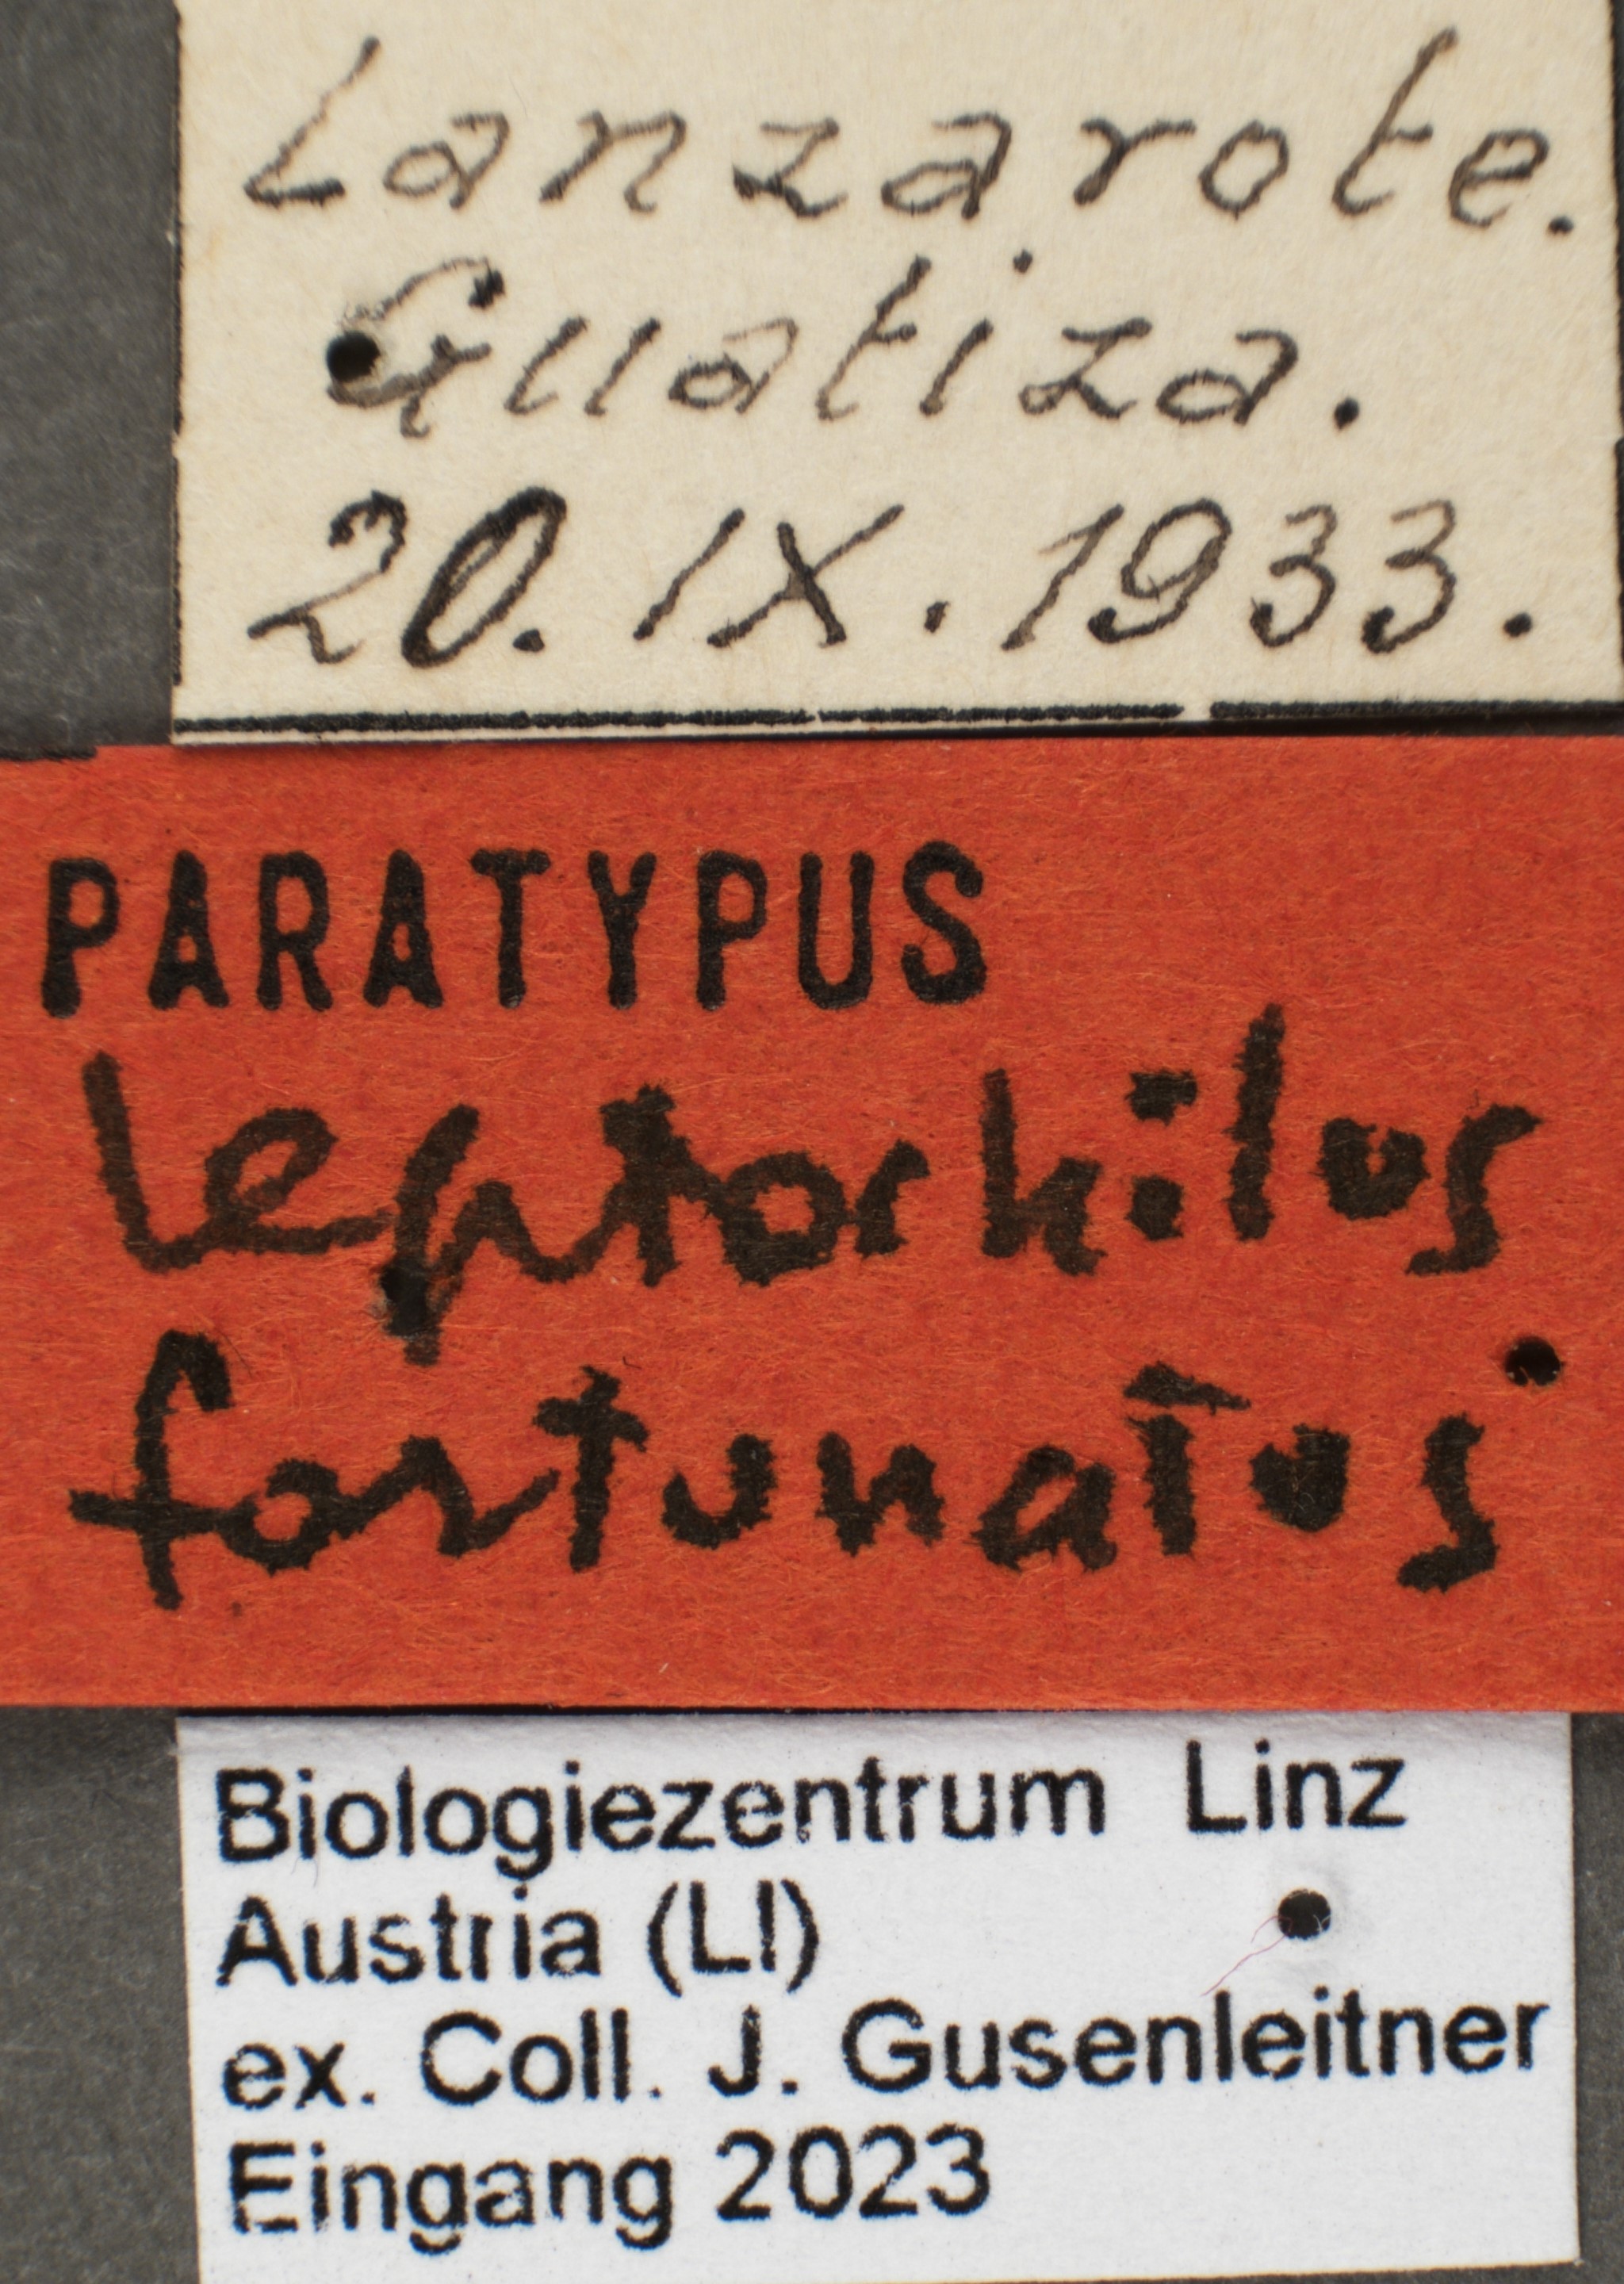 Lanzarote.
Guatiza.
20. IX. 1933.
PARATYPUS
Leptochilus
fortunatus
Biologiezentrum Linz
Austria (LI)
ex. Coll. J. Gusenleitner
Eingang 2023